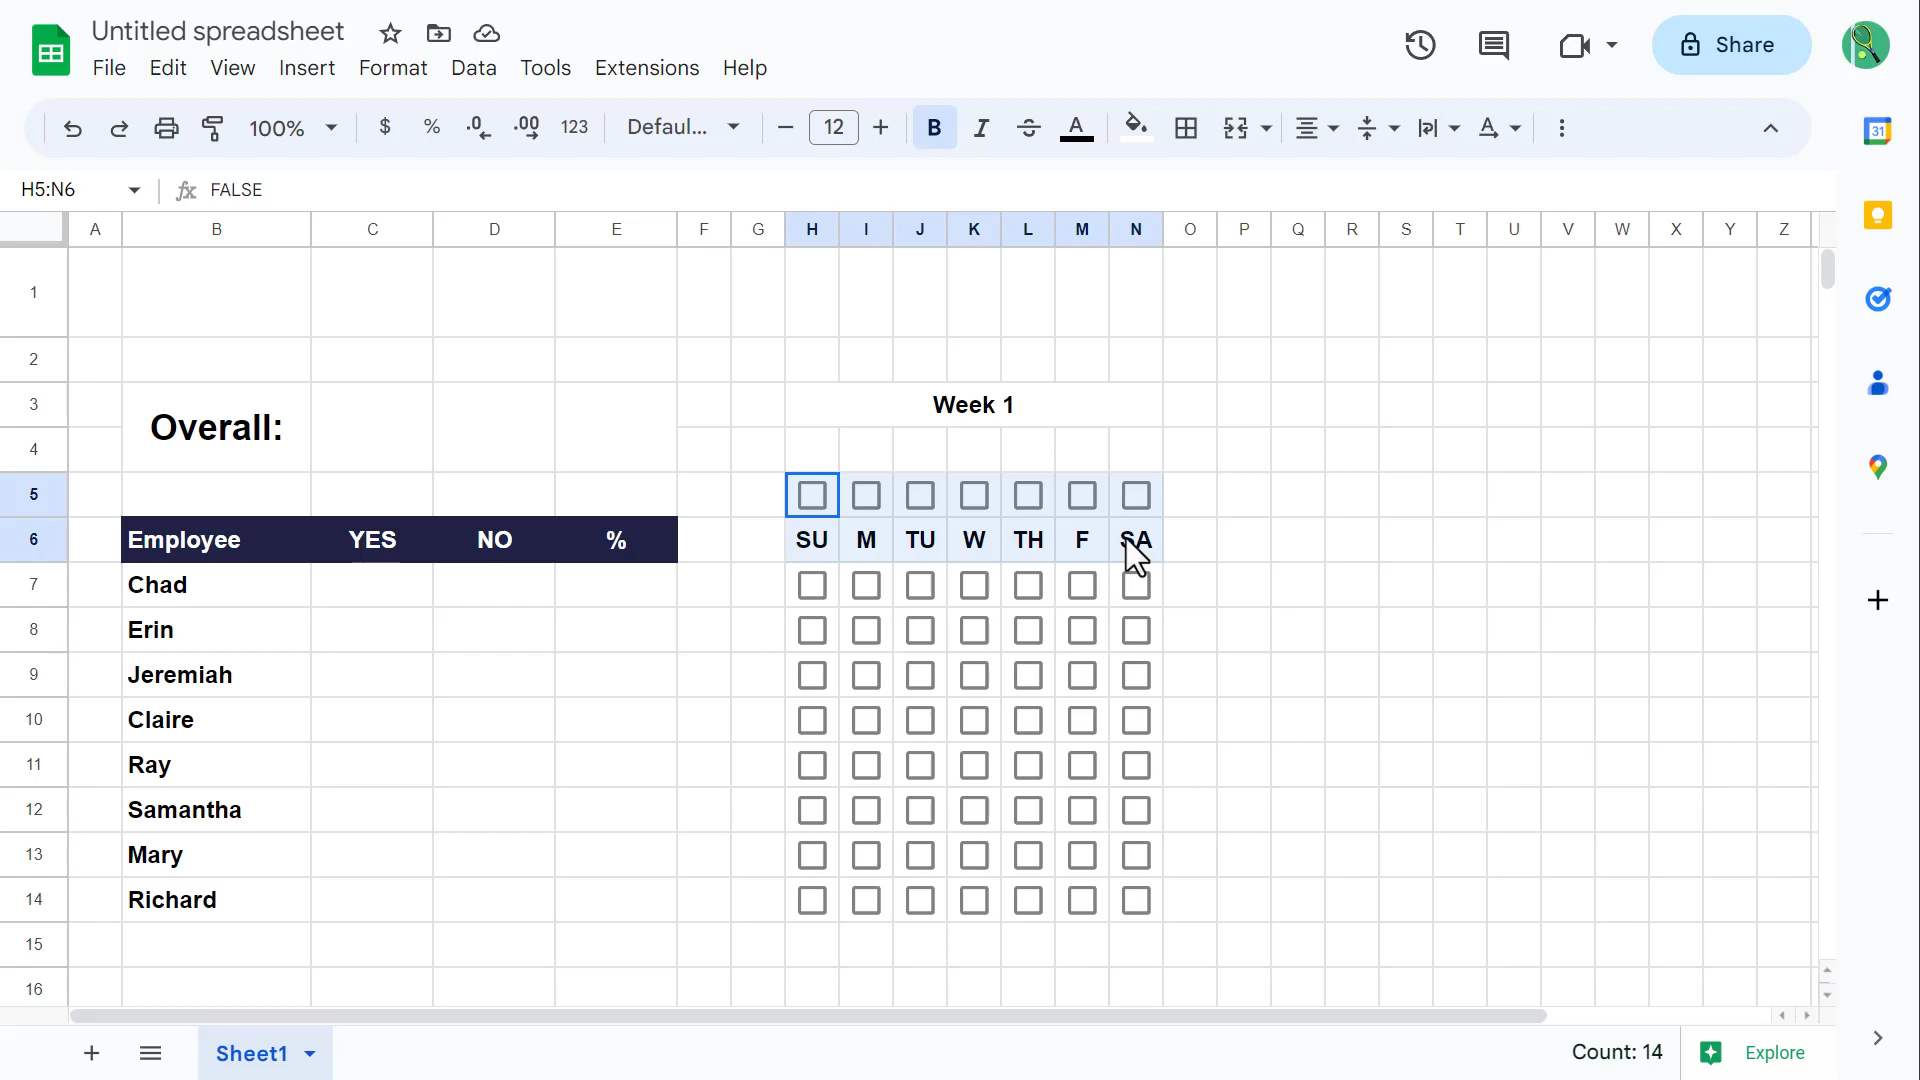 Untitled spreadsheet
File Edit View Insert Format Data Tools Extensions Help
Share
100% $ % .0 .00 123 Defaul... 12 B I A A
31
H5:N6 fx FALSE
A B C D E F G H I J K L M N O P Q R S T U V W X Y Z
1
2
3 Week 1
Overall:
4
5
6 Employee YES NO % SU M TU W TH F SA
7 Chad
8 Erin
9 Jeremiah
10 Claire
11 Ray
12 Samantha
13 Mary
14 Richard
15
16
Sheet1 Count: 14 Explore